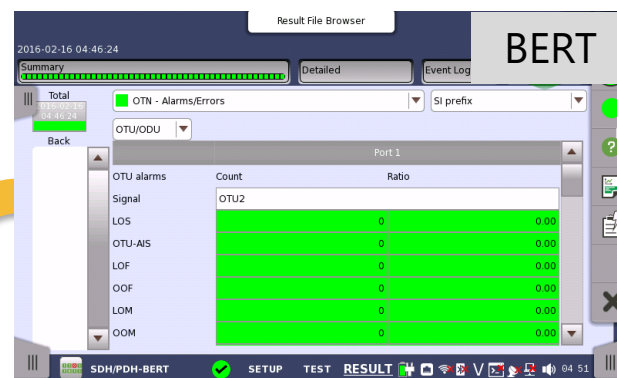 Result File Browser
BERT
2016-02-16 04:46:24
Summary
Detailed
Event Log
Total
2016-02-16
04:46:24
Back
OTN - Alarms/Errors
SI prefix
OTU/ODU
Port 1
OTU alarms Count Ratio
Signal OTU2
LOS 0 0.00
OTU-AIS 0 0.00
LOF 0 0.00
OOF 0 0.00
LOM 0 0.00
OOM 0 0.00
SDH/PDH-BERT SETUP TEST RESULT V 04 51